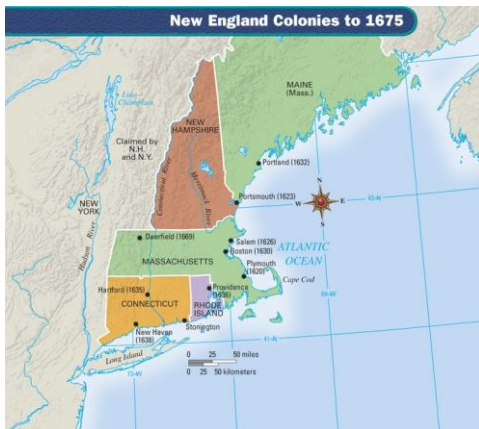 New England Colonies to 1675
MAINE
(Mass.)
Lake
Champlain
NEW
HAMPSHIRE
Claimed by
N.H.
and N.Y.
Connecticut River
Merrimack River
Portland (1632)
N
W
E
S
Portsmouth (1623)
NEW
YORK
Hudson River
Deerfield (1669)
Salem (1626)
Boston (1630)
ATLANTIC
OCEAN
MASSACHUSETTS
Plymouth
(1620)
Cape Cod
Hartford (1635)
Providence
(1636)
CONNECTICUT
RHODE
ISLAND
New Haven
(1638)
Stonington
Long Island
0 25 50 miles
0 25 50 kilometers